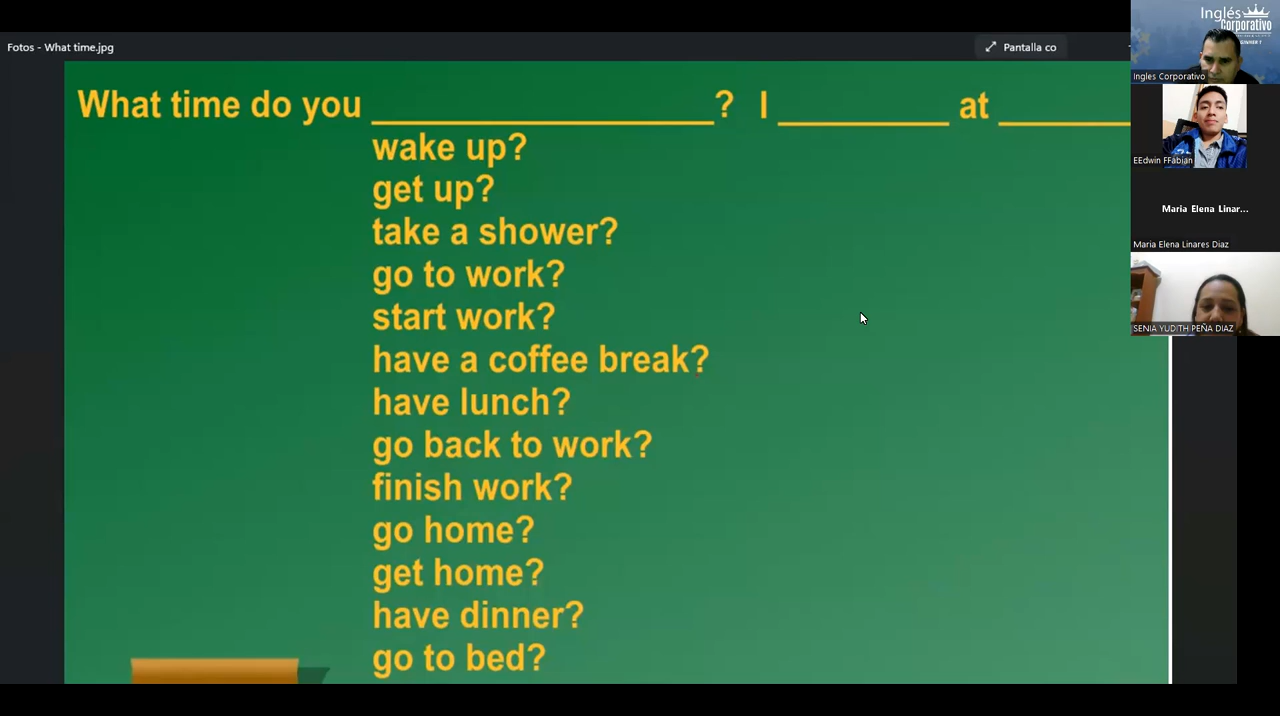 Fotos - What time.jpg
Pantalla co
What time do you ____________________? I __________ at ________
wake up?
get up?
take a shower?
go to work?
start work?
have a coffee break?
have lunch?
go back to work?
finish work?
go home?
get home?
have dinner?
go to bed?
Inglés
Corporativo
Ingles Corporativo
EEdwin FFabian
Maria Elena Linar...
Maria Elena Linares Diaz
SENIA YUDITH PEÑA DIAZ